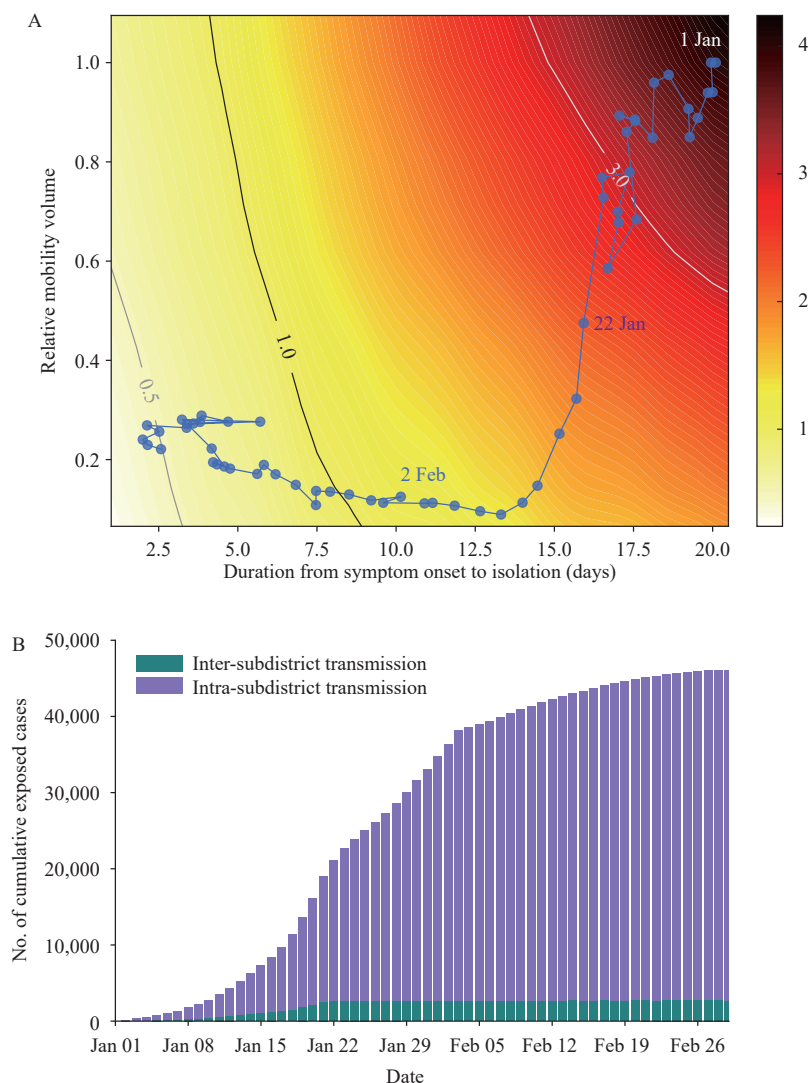 A
1 Jan
4
3
2
1
1.0
0.8
0.6
0.4
0.2
Relative mobility volume
3.0
1.0
0.5
22 Jan
2 Feb
2.5 5.0 7.5 10.0 12.5 15.0 17.5 20.0
Duration from symptom onset to isolation (days)
B
50,000
40,000
30,000
20,000
10,000
0
No. of cumulative exposed cases
Inter-subdistrict transmission
Intra-subdistrict transmission
Jan 01 Jan 08 Jan 15 Jan 22 Jan 29 Feb 05 Feb 12 Feb 19 Feb 26
Date